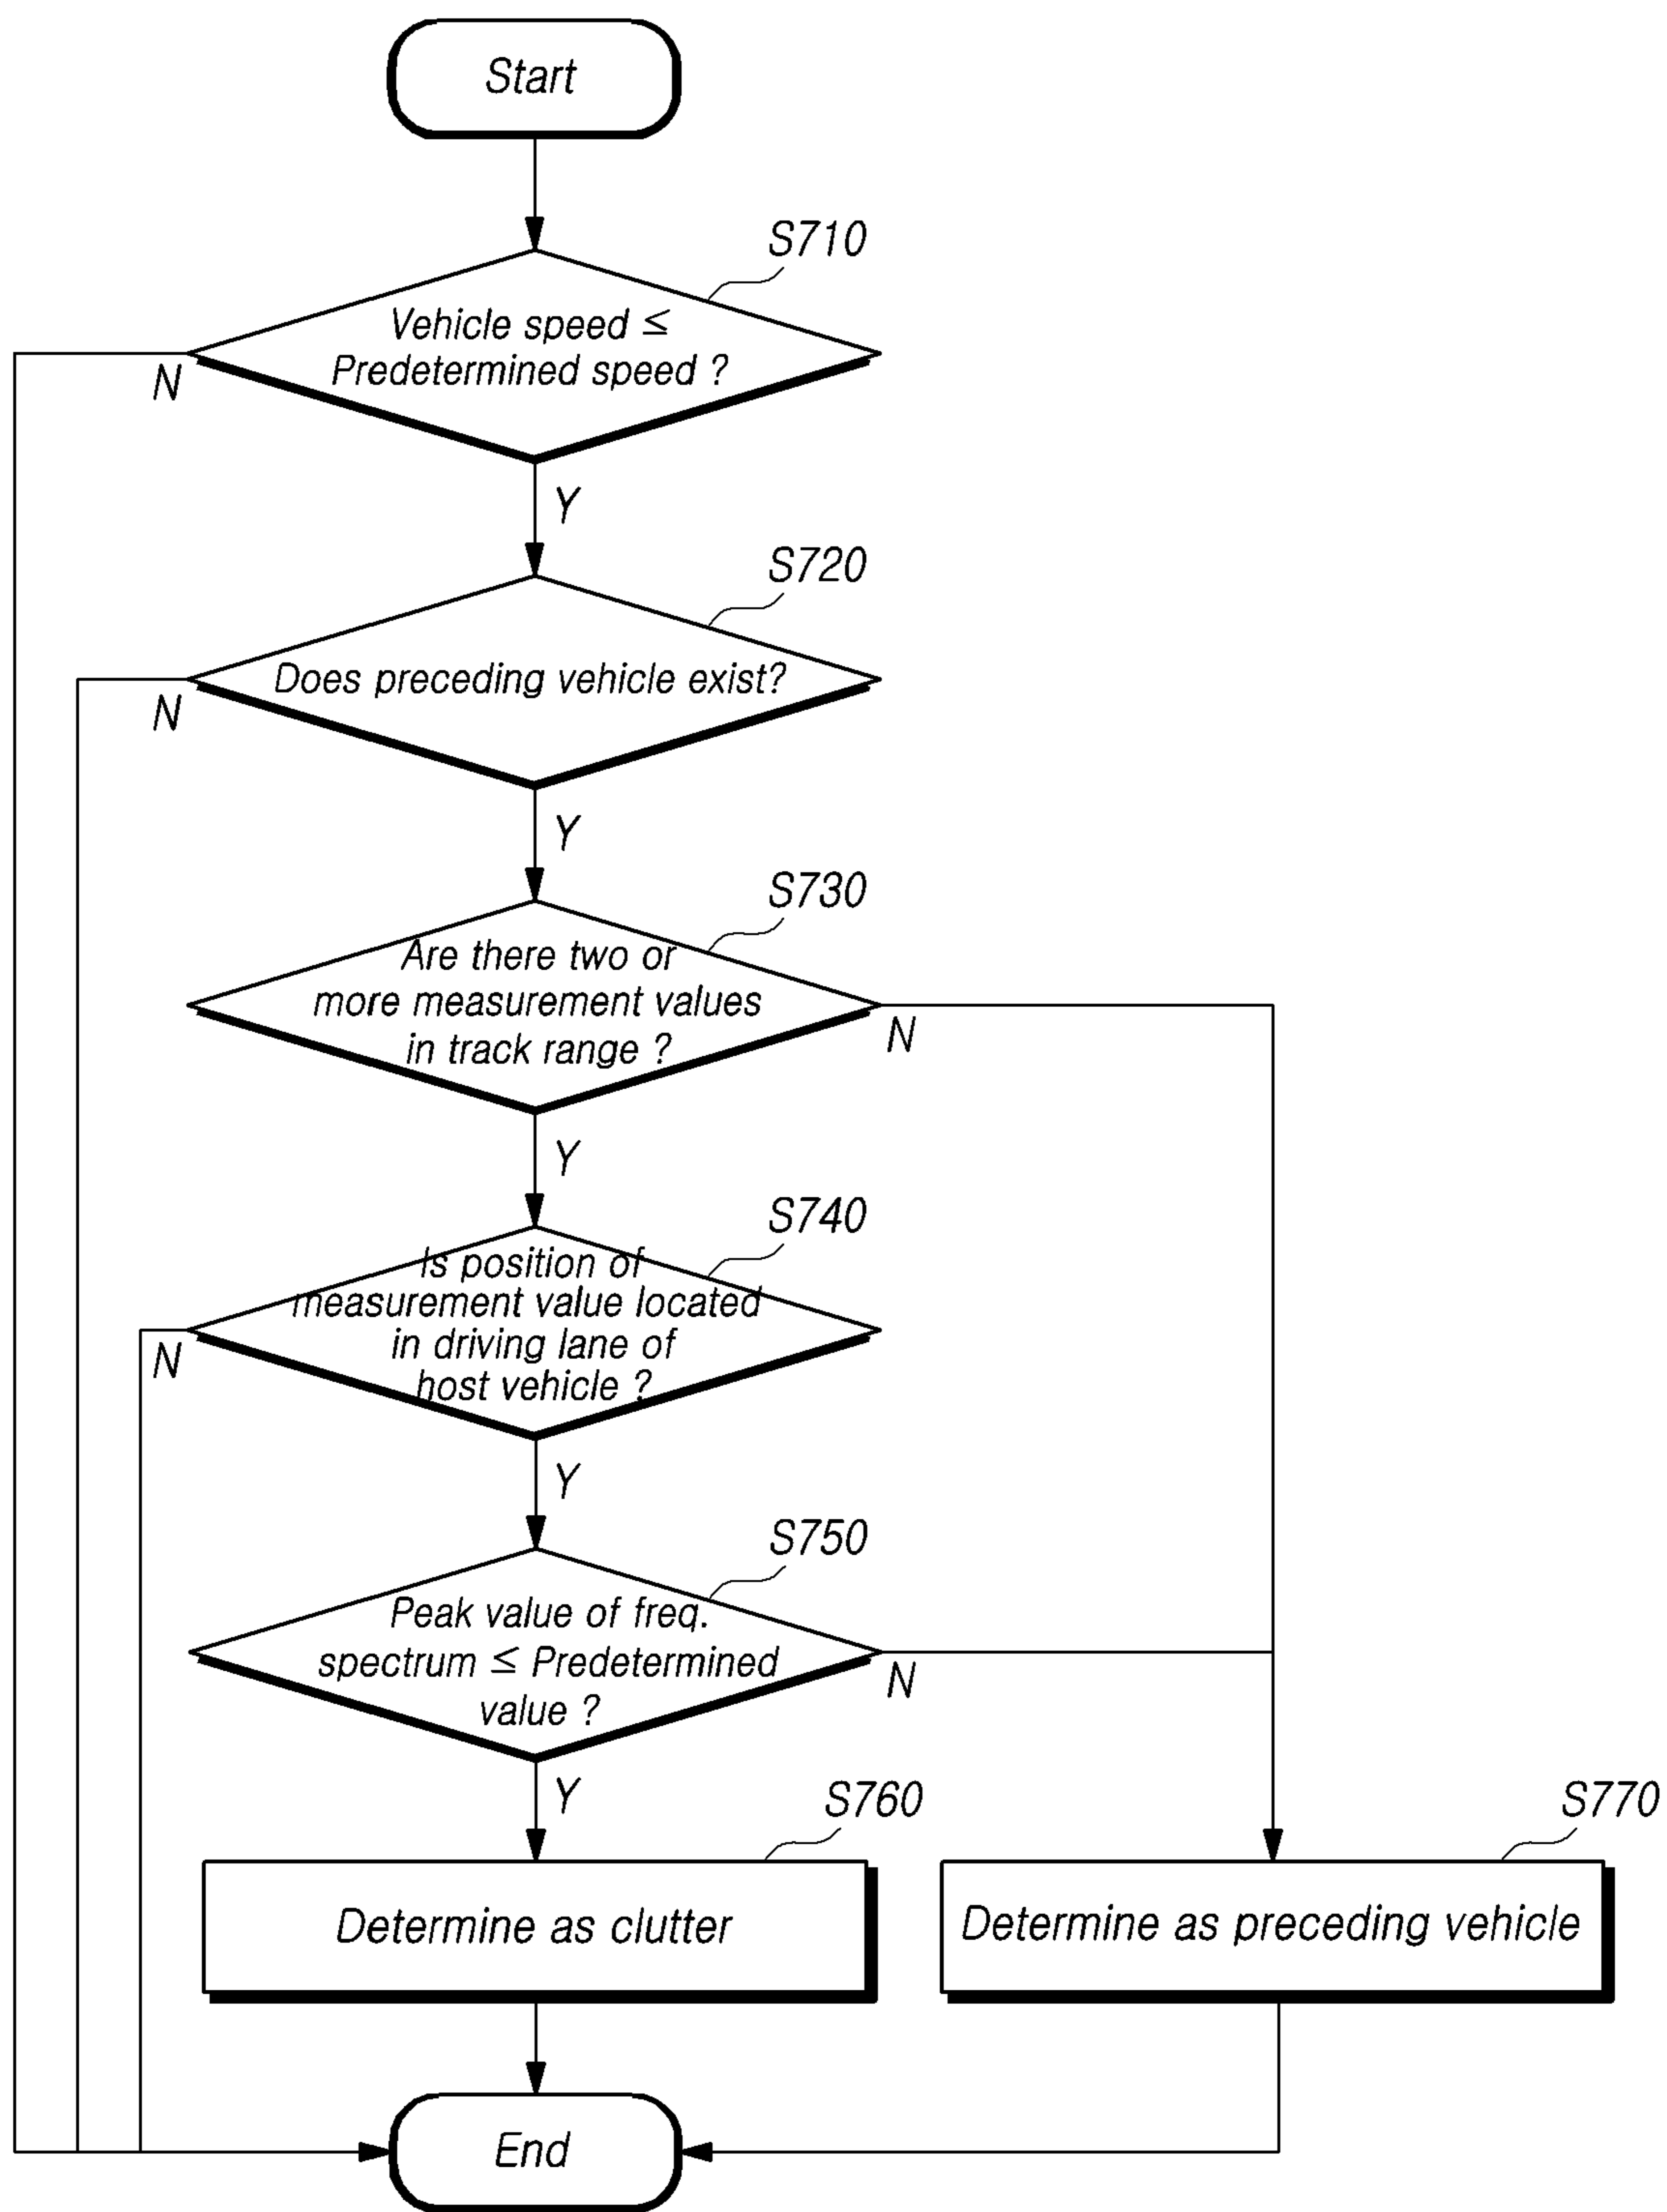 Start
S710
Vehicle speed ≤
Predetermined speed ?
N
Y
S720
Does preceding vehicle exist?
N
Y
S730
Are there two or
more measurement values
in track range ?
N
Y
S740
Is position of
measurement value located
in driving lane of
host vehicle ?
N
Y
S750
Peak value of freq.
spectrum ≤ Predetermined
value ?
N
Y
S760
S770
Determine as clutter
Determine as preceding vehicle
End